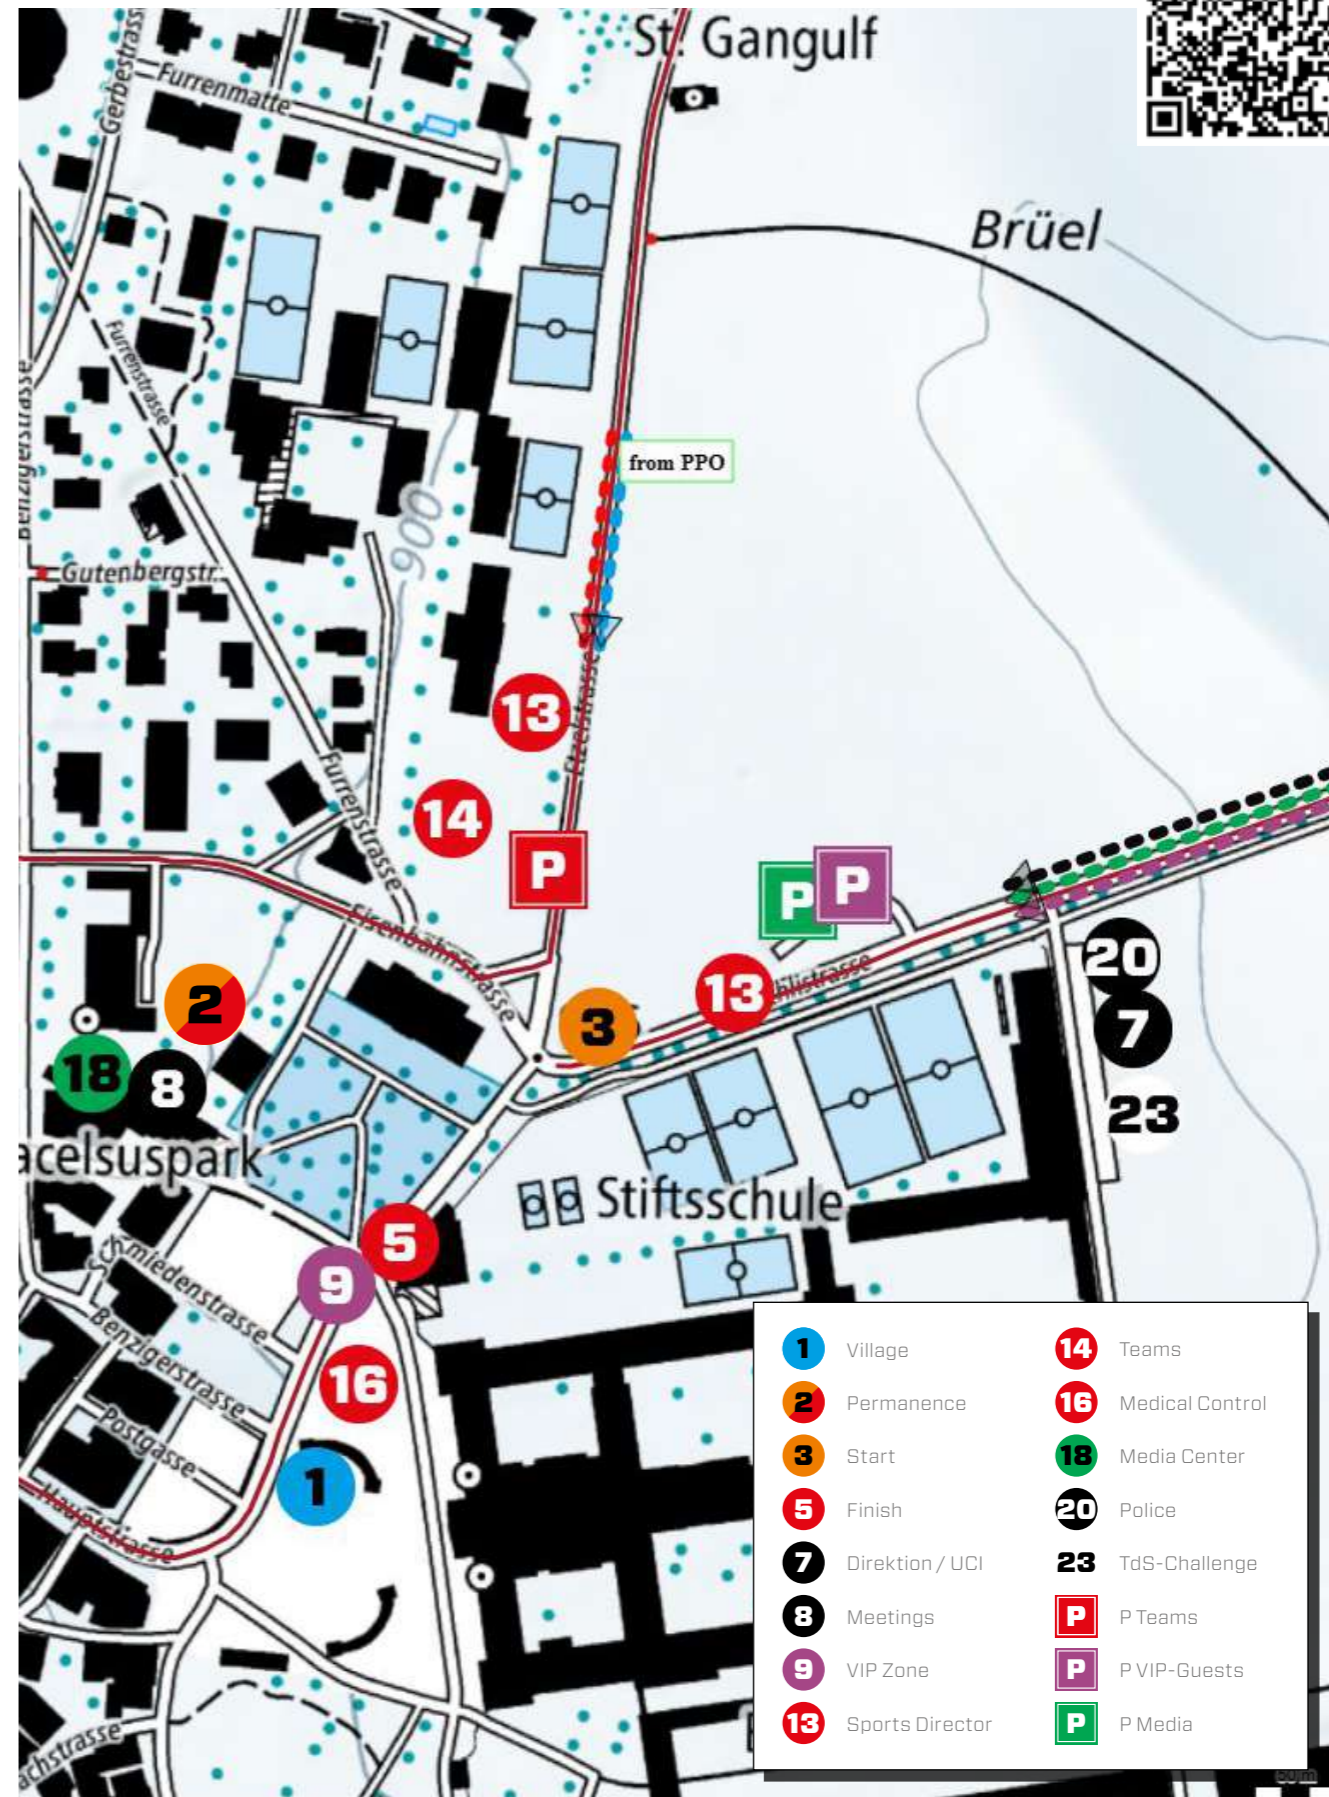 St. Gangulf
Gerbestrass
Furrenmatte
Brüel
Furrenstrasse
Benzigerstrasse
from PPO
900
Gutenbergstr.
13
Etzelstrasse
Furrenstrasse
14
P
P
P
Eisenbahnstrasse
20
2
13
hlistrasse
3
7
18
8
23
acelsuspark
Stiftsschule
5
Schmiedenstrasse
9
Benzigerstrasse
16
Postgasse
1
Hauptstrasse
achstrasse
1 Village
2 Permanence
3 Start
5 Finish
7 Direktion / UCI
8 Meetings
9 VIP Zone
13 Sports Director
14 Teams
16 Medical Control
18 Media Center
20 Police
23 TdS-Challenge
P P Teams
P P VIP-Guests
P P Media
50 m